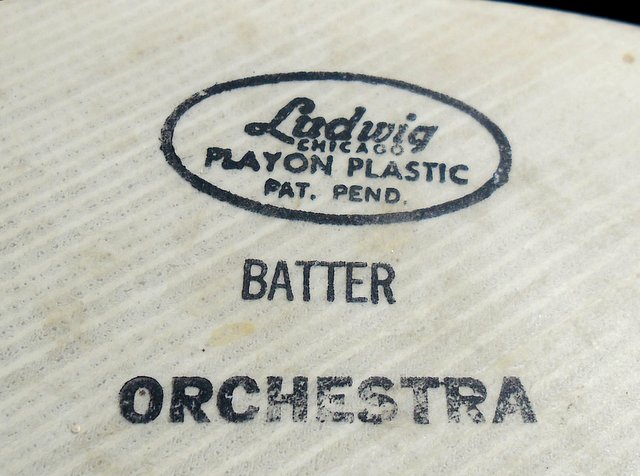 Ludwig
CHICAGO
PLAYON PLASTIC
PAT. PEND.
BATTER
ORCHESTRA